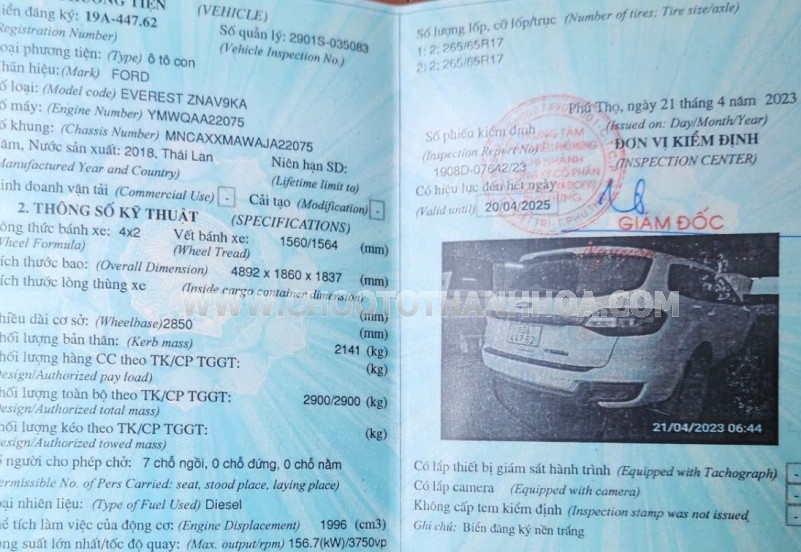 (VEHICLE)
19A-447.62
(Registration Number)
Số quản lý: 2901S-035083
(Vehicle Inspection No.)
phương tiện: (Type) ô tô con
hãn hiệu: (Mark) FORD
ố loại: (Model code) EVEREST ZNAV9KA
ố máy: (Engine Number) YMWQAA22075
ố khung: (Chassis Number) MNCAXXMAWAJA22075
ăm, Nước sản xuất: 2018, Thái Lan
Manufactured Year and Country)
Niên hạn SD:
(Lifetime limit to)
inh doanh vận tải (Commercial Use) -
Cải tạo (Modification) -
2. THÔNG SỐ KỸ THUẬT (SPECIFICATIONS)
ông thức bánh xe: 4x2
Wheel Formula)
Vết bánh xe: 1560/1564 (mm)
(Wheel Tread)
ích thước bao: (Overall Dimension) 4892 x 1860 x 1837 (mm)
ích thước lòng thùng xe (Inside cargo container dimension)
(mm)
hiều dài cơ sở: (Wheelbase) 2850 (mm)
hối lượng bản thân: (Kerb mass) 2141 (kg)
hối lượng hàng CC theo TK/CP TGGT: (kg)
Design/Authorized pay load)
hối lượng toàn bộ theo TK/CP TGGT: 2900/2900 (kg)
Design/Authorized total mass)
hối lượng kéo theo TK/CP TGGT: (kg)
Design/Authorized towed mass)
ố người cho phép chở: 7 chỗ ngồi, 0 chỗ đứng, 0 chỗ nằm
Permissible No. of Pers Carried: seat, stood place, laying place)
oại nhiên liệu: (Type of Fuel Used) Diesel
hể tích làm việc của động cơ: (Engine Displacement) 1996 (cm3)
ông suất lớn nhất/tốc độ quay: (Max. output/rpm) 156.7(kW)/3750vp
Số lượng lốp, cỡ lốp/trục (Number of tires; Tire size/axle)
1: 2; 265/65R17
2: 2; 265/65R17
Phú Thọ, ngày 21 tháng 4 năm 2023
(Issued on: Day/Month/Year)
Số phiếu kiểm định
(Inspection Report No)
1908D-07642/23
ĐƠN VỊ KIỂM ĐỊNH
(INSPECTION CENTER)
Có hiệu lực đến hết ngày
(Valid until) 20/04/2025
GIÁM ĐỐC
WWW.CHOOTOTHANHHOA.COM
21/04/2023 06:44
Có lắp thiết bị giám sát hành trình (Equipped with Tachograph) -
Có lắp camera (Equipped with camera) -
Không cấp tem kiểm định (Inspection stamp was not issued) -
Ghi chú: Biển đăng ký nền trắng